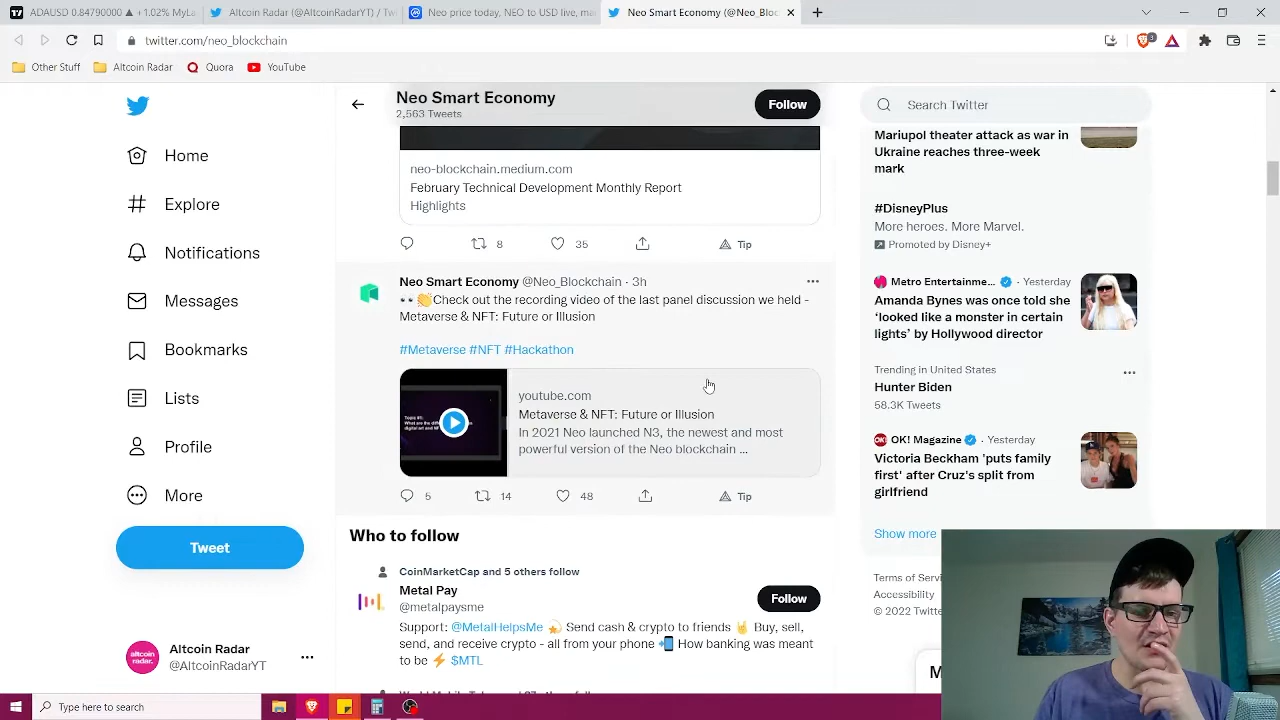 ADAUSD 0.84790000 ▲ +1.02% MyLa
Altcoin Radar (@AltcoinRadarYT) / Tw
Neo price today, NEO to USD live, ma
Neo Smart Economy (@Neo_Bloc
twitter.com/neo_blockchain
3
Other Stuff
Altcoin Radar
Quora
YouTube
Home
Explore
Notifications
Messages
Bookmarks
Lists
Profile
More
Tweet
Altcoin Radar
@AltcoinRadarYT
altcoin
radar.
Neo Smart Economy
2,563 Tweets
Follow
neo-blockchain.medium.com
February Technical Development Monthly Report
Highlights
8 35 Tip
Neo Smart Economy @Neo_Blockchain · 3h
👀👏Check out the recording video of the last panel discussion we held -
Metaverse & NFT: Future or Illusion
#Metaverse #NFT #Hackathon
youtube.com
Metaverse & NFT: Future or Illusion
In 2021 Neo launched N3, the newest and most
powerful version of the Neo blockchain ...
5 14 48 Tip
Who to follow
CoinMarketCap and 5 others follow
Metal Pay
@metalpaysme
Follow
Support: @MetalHelpsMe 💫 Send cash & crypto to friends 🤘 Buy, sell,
send, and receive crypto - all from your phone 📲 How banking was meant
to be ⚡ $MTL
Search Twitter
Mariupol theater attack as war in
Ukraine reaches three-week
mark
#DisneyPlus
More heroes. More Marvel.
Promoted by Disney+
Metro Entertainme... · Yesterday
Amanda Bynes was once told she
‘looked like a monster in certain
lights’ by Hollywood director
Trending in United States
Hunter Biden
58.3K Tweets
OK! Magazine · Yesterday
Victoria Beckham 'puts family
first' after Cruz's split from
girlfriend
Show more
Terms of Servi
Accessibility
© 2022 Twitte
M
Type here to search